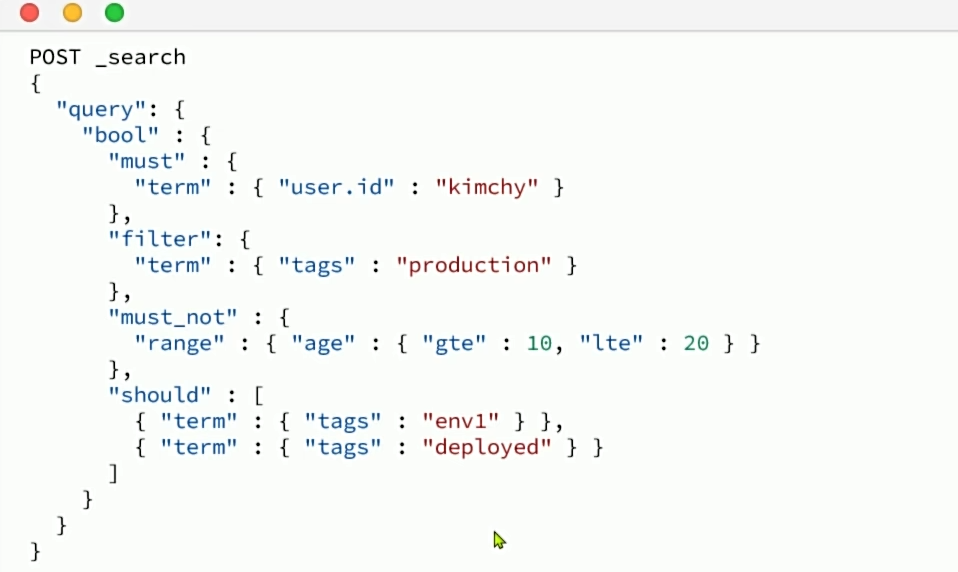 POST _search
{
  "query": {
    "bool" : {
      "must" : {
        "term" : { "user.id" : "kimchy" }
      },
      "filter": {
        "term" : { "tags" : "production" }
      },
      "must_not" : {
        "range" : { "age" : { "gte" : 10, "lte" : 20 } }
      },
      "should" : [
        { "term" : { "tags" : "env1" } },
        { "term" : { "tags" : "deployed" } }
      ]
    }
  }
}